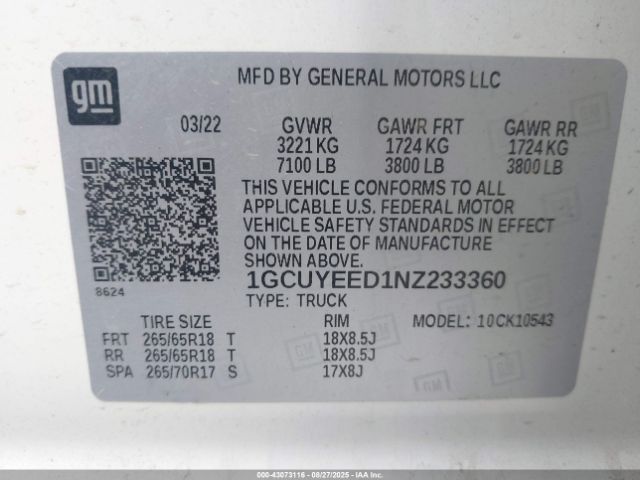 gm
MFD BY GENERAL MOTORS LLC
03/22 GVWR GAWR FRT GAWR RR
3221 KG 1724 KG 1724 KG
7100 LB 3800 LB 3800 LB
THIS VEHICLE CONFORMS TO ALL
APPLICABLE U.S. FEDERAL MOTOR
VEHICLE SAFETY STANDARDS IN EFFECT
ON THE DATE OF MANUFACTURE
SHOWN ABOVE.
8624
1GCUYEED1NZ233360
TYPE: TRUCK
TIRE SIZE RIM MODEL: 10CK10543
FRT 265/65R18 T 18X8.5J
RR 265/65R18 T 18X8.5J
SPA 265/70R17 S 17X8J
000-43073116 - 08/27/2025 - IAAI.COM